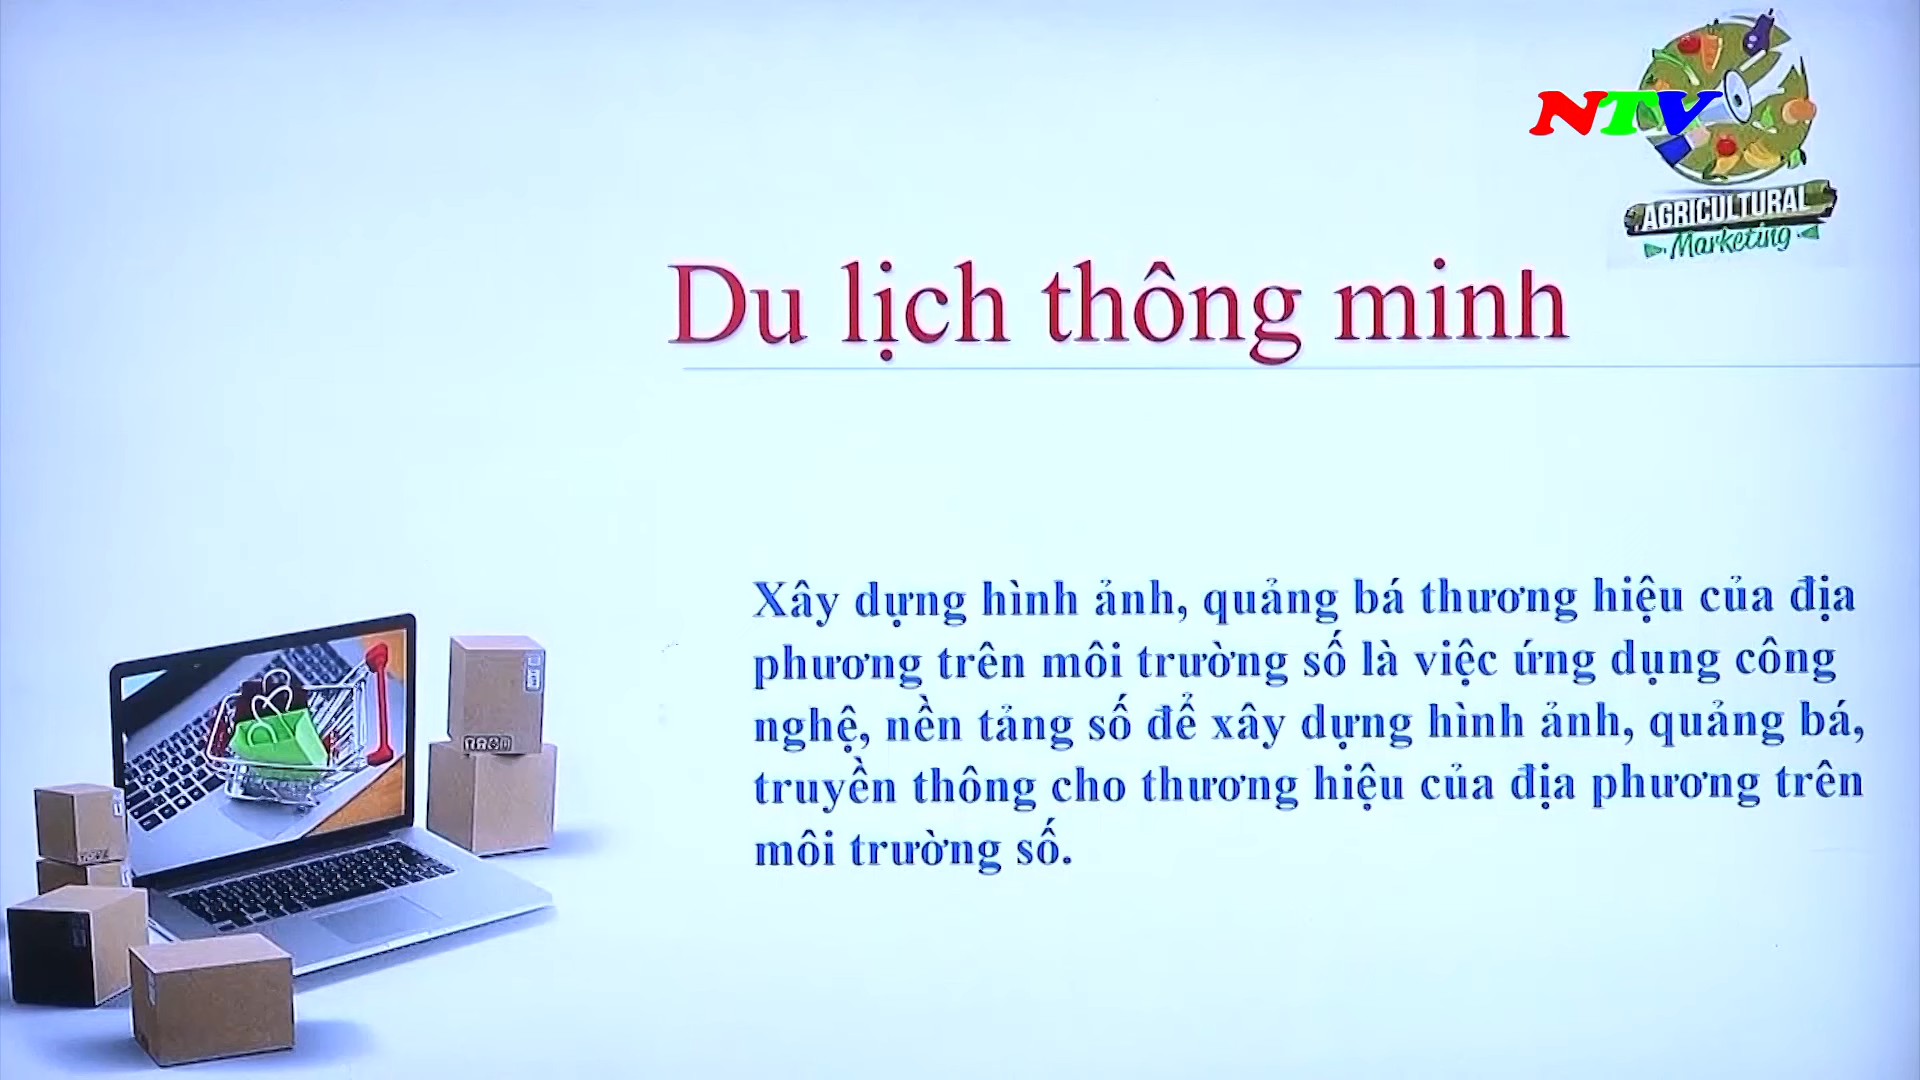 NTV
AGRICULTURAL
Marketing
Du lịch thông minh
Xây dựng hình ảnh, quảng bá thương hiệu của địa
phương trên môi trường số là việc ứng dụng công
nghệ, nền tảng số để xây dựng hình ảnh, quảng bá,
truyền thông cho thương hiệu của địa phương trên
môi trường số.